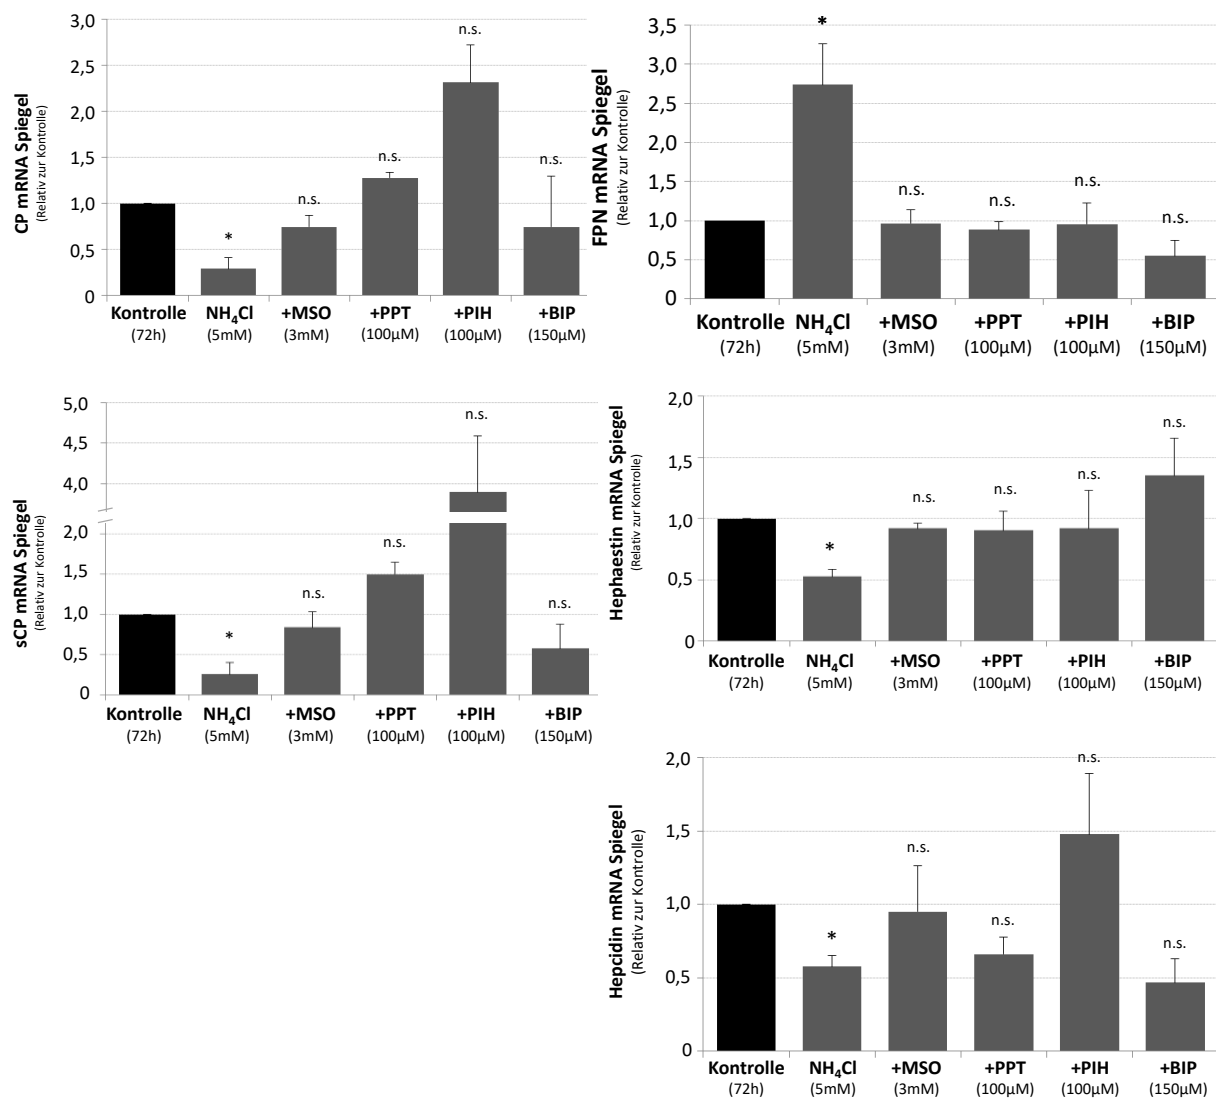 CP mRNA Spiegel
(Relativ zur Kontrolle)
3,0
2,5
2,0
1,5
1,0
0,5
0
*
n.s.
n.s.
n.s.
n.s.
Kontrolle NH₄Cl +MSO +PPT +PIH +BIP
(72h) (5mM) (3mM) (100µM) (100µM) (150µM)
FPN mRNA Spiegel
(Relativ zur Kontrolle)
3,5
3,0
2,5
2,0
1,5
1,0
0,5
0
*
n.s.
n.s.
n.s.
n.s.
Kontrolle NH₄Cl +MSO +PPT +PIH +BIP
(72h) (5mM) (3mM) (100µM) (100µM) (150µM)
sCP mRNA Spiegel
(Relativ zur Kontrolle)
5,0
4,5
4,0
2,0
1,5
1,0
0,5
0
*
n.s.
n.s.
n.s.
n.s.
Kontrolle NH₄Cl +MSO +PPT +PIH +BIP
(72h) (5mM) (3mM) (100µM) (100µM) (150µM)
Hephaestin mRNA Spiegel
(Relativ zur Kontrolle)
2,0
1,5
1,0
0,5
0
*
n.s.
n.s.
n.s.
n.s.
Kontrolle NH₄Cl +MSO +PPT +PIH +BIP
(72h) (5mM) (3mM) (100µM) (100µM) (150µM)
Hepcidin mRNA Spiegel
(Relativ zur Kontrolle)
2,0
1,5
1,0
0,5
0
*
n.s.
n.s.
n.s.
n.s.
Kontrolle NH₄Cl +MSO +PPT +PIH +BIP
(72h) (5mM) (3mM) (100µM) (100µM) (150µM)